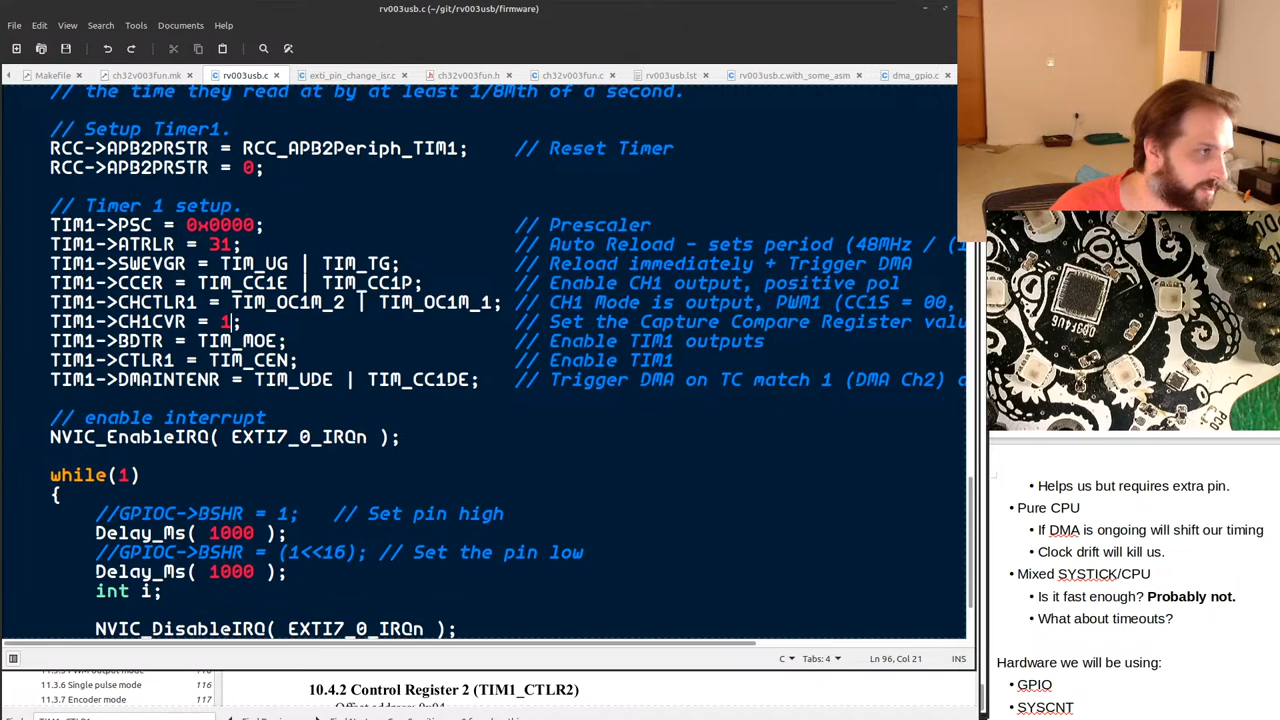 rv003usb.c (~/git/rv003usb/firmware)
File Edit View Search Tools Documents Help
Makefile ch32v003fun.mk rv003usb.c exti_pin_change_isr.c ch32v003fun.h ch32v003fun.c rv003usb.lst rv003usb.c.with_some_asm dma_gpio.c
// the time they read at by at least 1/8Mth of a second.
// Setup Timer1.
RCC->APB2PRSTR = RCC_APB2Periph_TIM1; // Reset Timer
RCC->APB2PRSTR = 0;
// Timer 1 setup.
TIM1->PSC = 0x0000; // Prescaler
TIM1->ATRLR = 31; // Auto Reload - sets period (48MHz / (1
TIM1->SWEVGR = TIM_UG | TIM_TG; // Reload immediately + Trigger DMA
TIM1->CCER = TIM_CC1E | TIM_CC1P; // Enable CH1 output, positive pol
TIM1->CHCTLR1 = TIM_OC1M_2 | TIM_OC1M_1; // CH1 Mode is output, PWM1 (CC1S = 00,
TIM1->CH1CVR = 1; // Set the Capture Compare Register valu
TIM1->BDTR = TIM_MOE; // Enable TIM1 outputs
TIM1->CTLR1 = TIM_CEN; // Enable TIM1
TIM1->DMAINTENR = TIM_UDE | TIM_CC1DE; // Trigger DMA on TC match 1 (DMA Ch2) a
// enable interrupt
NVIC_EnableIRQ( EXTI7_0_IRQn );
while(1)
{
//GPIOC->BSHR = 1; // Set pin high
Delay_Ms( 1000 );
//GPIOC->BSHR = (1<<16); // Set the pin low
Delay_Ms( 1000 );
int i;
NVIC_DisableIRQ( EXTI7_0_IRQn );
C Tabs: 4 Ln 96, Col 21 INS
11.3.6 Single pulse mode 116
11.3.7 Encoder mode 117
10.4.2 Control Register 2 (TIM1_CTLR2)
PC0
• Helps us but requires extra pin.
• Pure CPU
• If DMA is ongoing will shift our timing
• Clock drift will kill us.
• Mixed SYSTICK/CPU
• Is it fast enough? Probably not.
• What about timeouts?
Hardware we will be using:
• GPIO
• SYSCNT